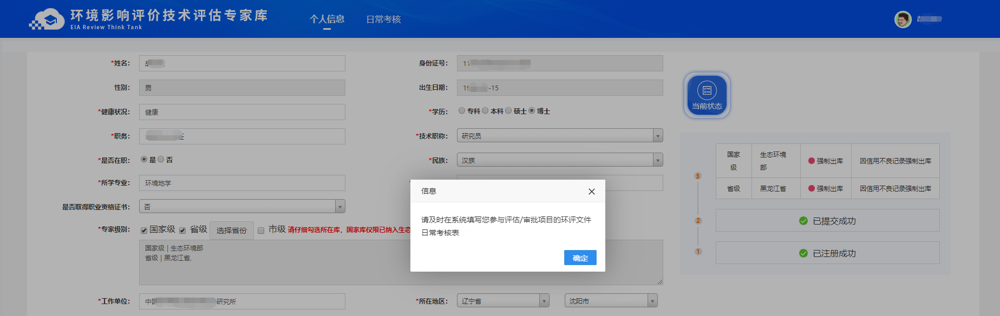 环境影响评价技术评估专家库
EIA Review Think Tank
个人信息
日常考核
*姓名：
身份证号：
11
性别：
男
出生日期：
19 -15
*健康状况：
健康
*学历：
专科 本科 硕士 博士
*职务：
*技术职称：
研究员
*是否在职：
是 否
*民族：
汉族
*所学专业：
环境地学
是否取得职业资格证书：
否
*专家级别：
国家级 省级 选择省份 市级 请仔细勾选所在库，国家库仅限已纳入生态
国家级 | 生态环境部
省级 | 黑龙江省,
*工作单位：
中 研究所
*所在地区：
辽宁省
沈阳市
信息
请及时在系统填写您参与评估/审批项目的环评文件
日常考核表
确定
当前状态
3
国家级 生态环境部 强制出库 因信用不良记录强制出库
省级 黑龙江省 强制出库 因信用不良记录强制出库
2
已提交成功
1
已注册成功